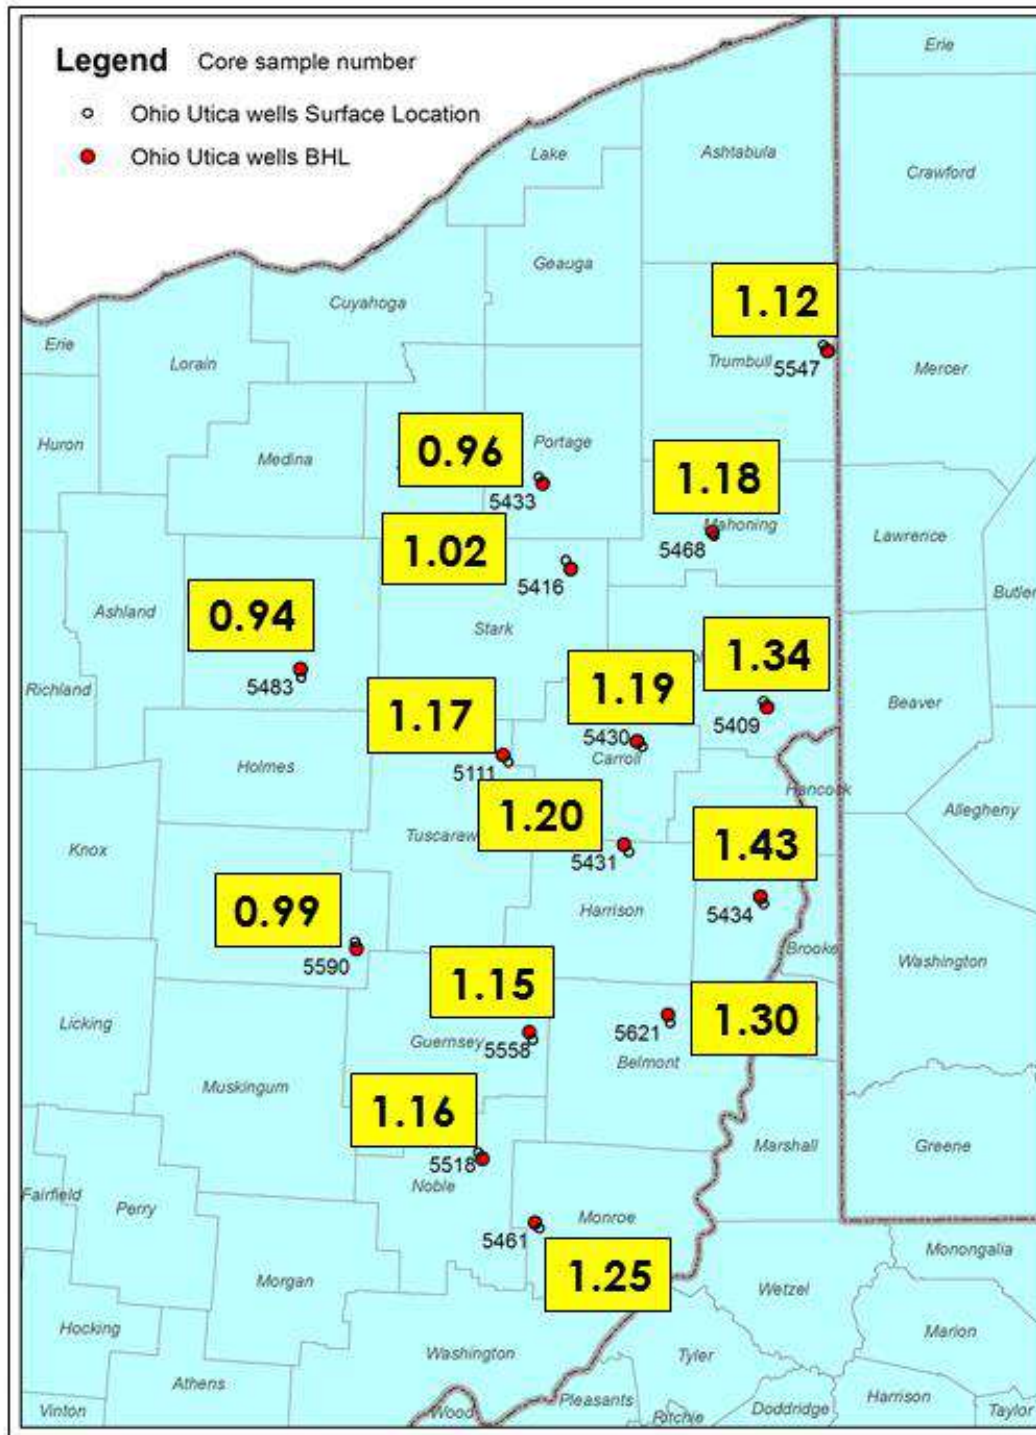 Legend Core sample number
Ohio Utica wells Surface Location
Ohio Utica wells BHL
Erie
Lake
Ashtabula
Crawford
Geauga
Cuyahoga
1.12
Erie
Lorain
Trumbull
5547
Mercer
Huron
Medina
0.96
Portage
5433
1.18
Mahoning
5468
Lawrence
1.02
5416
Butler
Ashland
0.94
Stark
5483
Richland
1.34
5409
Beaver
1.19
5430
Carroll
1.17
5111
Holmes
Hancock
Allegheny
1.20
5431
Tuscaraw
Knox
1.43
5434
Harrison
Brooke
0.99
5590
Washington
1.15
5558
Guernsey
5621
1.30
Belmont
Licking
Muskingum
1.16
5518
Noble
Marshall
Greene
Fairfield
Perry
Monroe
5461
1.25
Monongalia
Morgan
Wetzel
Hocking
Marion
Washington
Tyler
Athens
Vinton
Wood
Pleasants
Ritchie
Doddridge
Harrison
Taylor